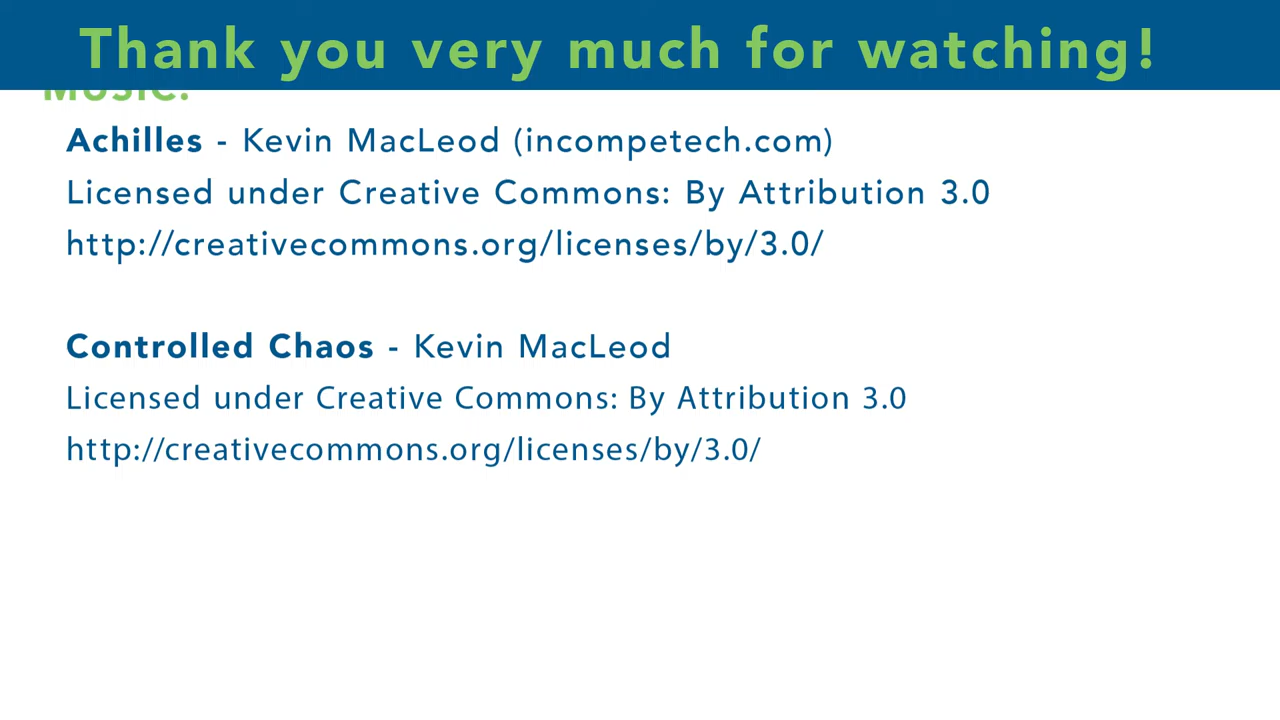 Thank you very much for watching!
MUSIC:
Achilles - Kevin MacLeod (incompetech.com)
Licensed under Creative Commons: By Attribution 3.0
http://creativecommons.org/licenses/by/3.0/
Controlled Chaos - Kevin MacLeod
Licensed under Creative Commons: By Attribution 3.0
http://creativecommons.org/licenses/by/3.0/